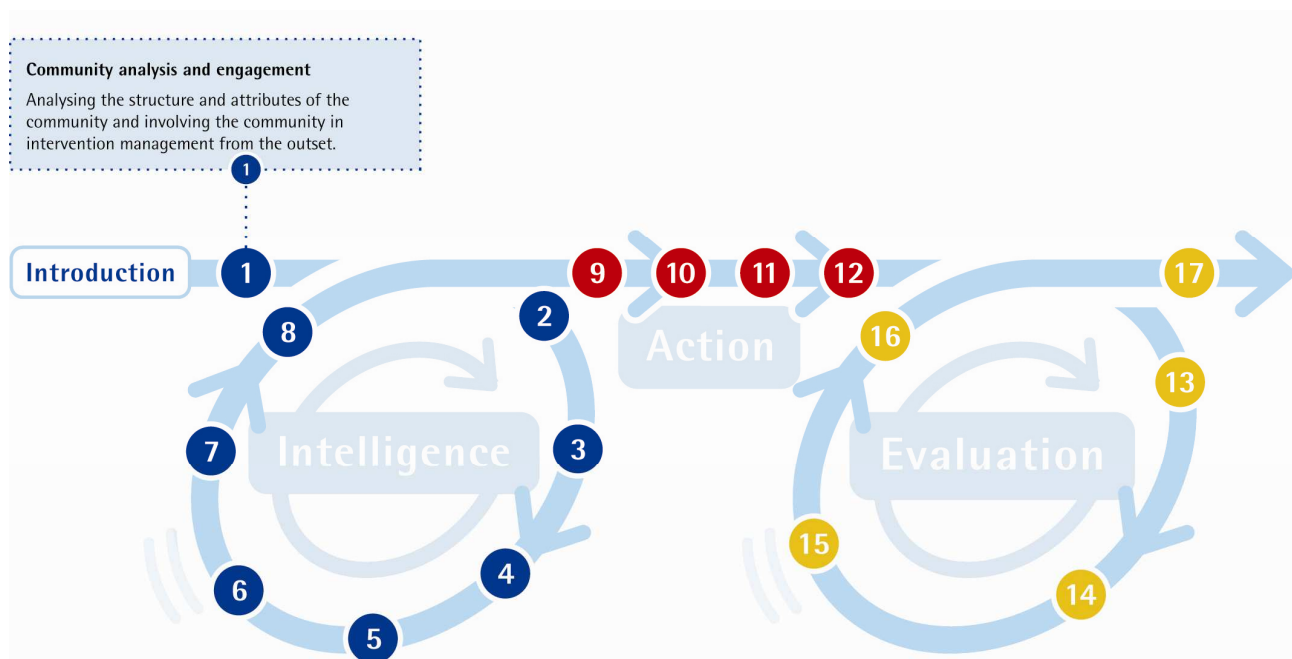 Community analysis and engagement
Analysing the structure and attributes of the
community and involving the community in
intervention management from the outset.
1
Introduction
1
9
10
11
12
17
2
8
16
Action
13
7
Intelligence
3
Evaluation
15
4
6
14
5